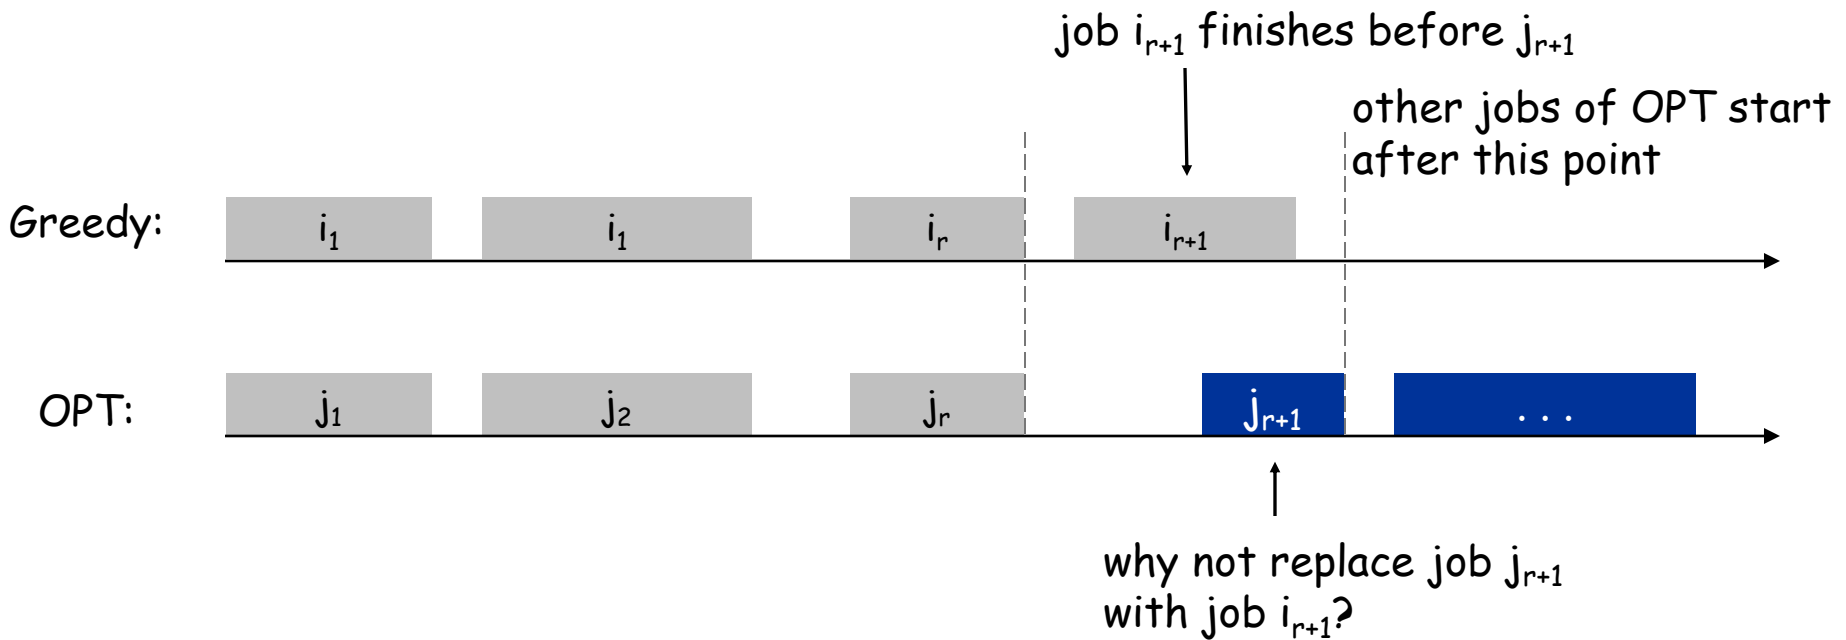 job i_{r+1} finishes before j_{r+1}
other jobs of OPT start
after this point
Greedy: i_1 i_1 i_r i_{r+1}
OPT: j_1 j_2 j_r j_{r+1} . . .
why not replace job j_{r+1}
with job i_{r+1}?